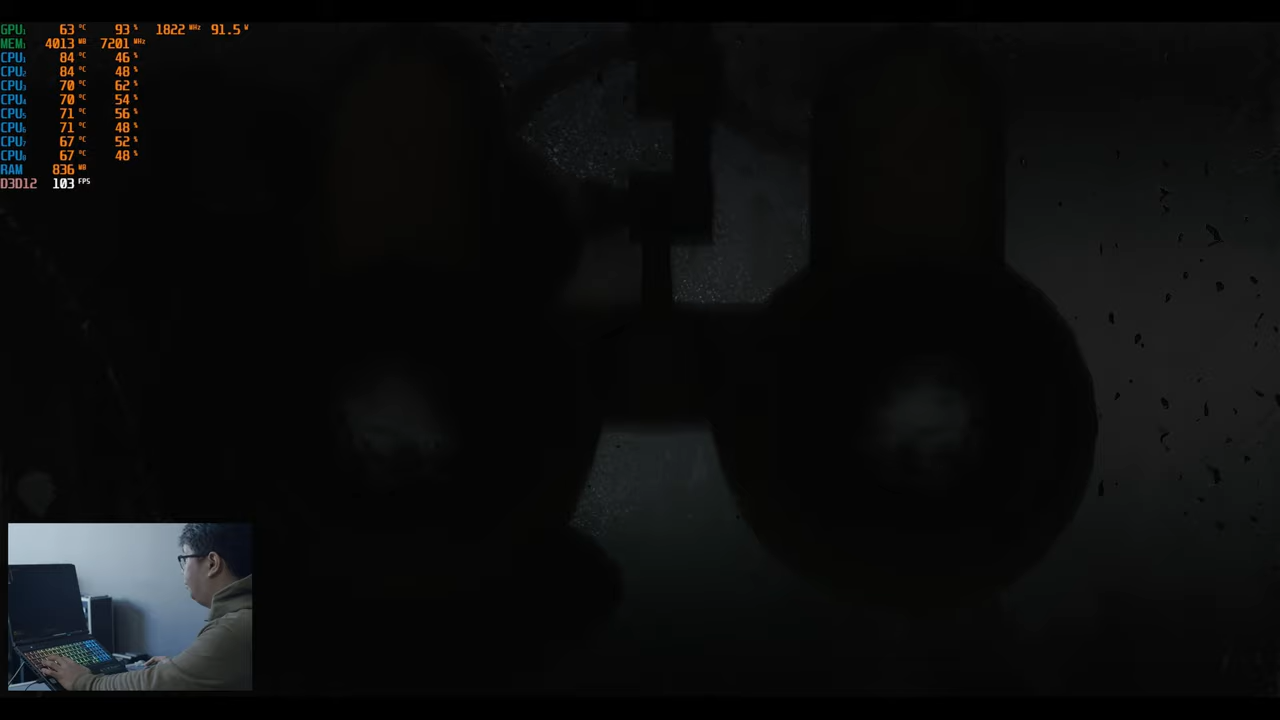 GPU₁ 63 °C 93 % 1822 MHz 91.5 W
MEM₁ 4013 MB 7201 MHz
CPU₁ 84 °C 46 %
CPU₂ 84 °C 48 %
CPU₃ 70 °C 62 %
CPU₄ 70 °C 54 %
CPU₅ 71 °C 56 %
CPU₆ 71 °C 48 %
CPU₇ 67 °C 52 %
CPU₈ 67 °C 48 %
RAM 836 MB
D3D12 103 FPS